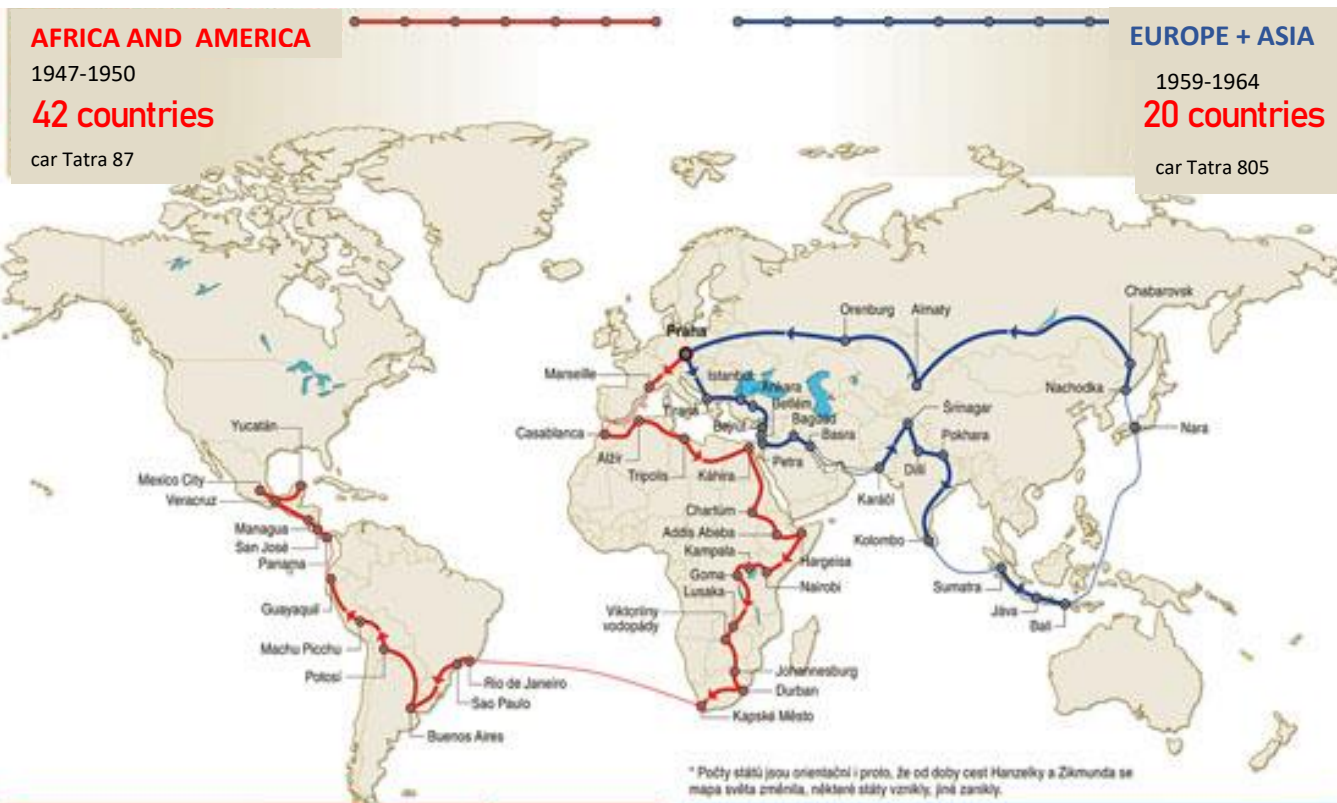 AFRICA AND AMERICA
1947-1950
42 countries
car Tatra 87
EUROPE + ASIA
1959-1964
20 countries
car Tatra 805
Praha
Orenburg
Almaty
Chabarovsk
Marseille
Istanbul
Ankara
Betlém
Nachodka
Tirana
Bejrút
Bagdád
Basra
Šrinagar
Nara
Yucatán
Casablanca
Pokhara
Alžír
Tripolis
Káhira
Petra
Dillí
Karáčí
Mexico City
Veracruz
Chartúm
Managua
Addis Abeba
San José
Kolombo
Panama
Kampala
Hargeisa
Goma
Nairobi
Sumatra
Lusaka
Guayaquil
Jáva
Viktoriiny
vodopády
Bali
Machu Picchu
Potosí
Johannesburg
Rio de Janeiro
Durban
Sao Paulo
Kapské Město
Buenos Aires
* Počty států jsou orientační i proto, že od doby cest Hanzelky a Zikmunda se
mapa světa změnila, některé státy vznikly, jiné zanikly.